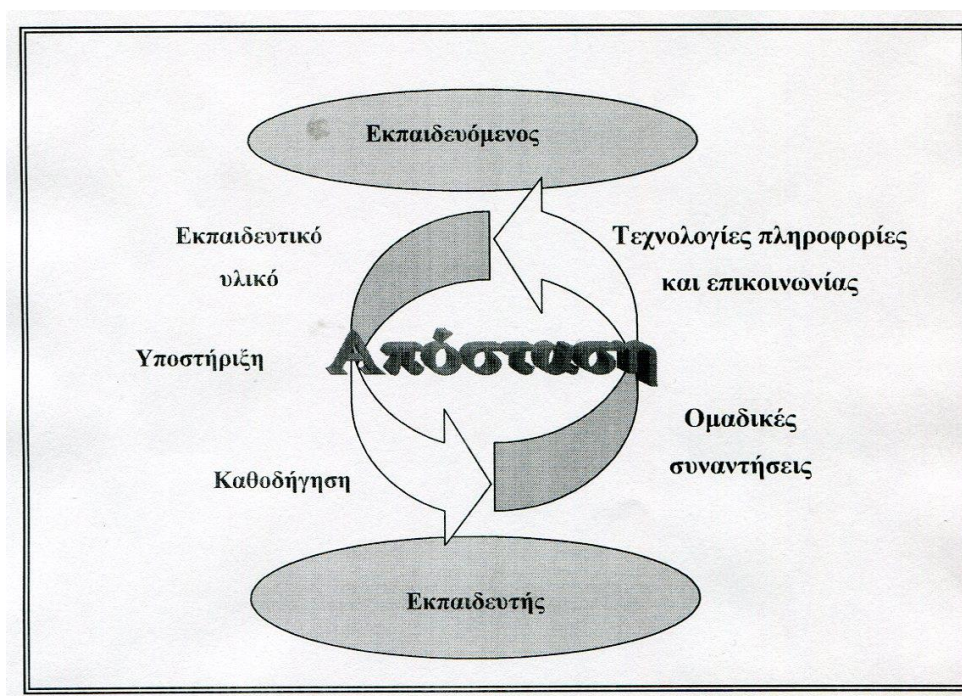 Εκπαιδευόμενος
Εκπαιδευτικό
υλικό
Τεχνολογίες πληροφορίες
και επικοινωνίας
Υποστήριξη
Απόσταση
Ομαδικές
συναντήσεις
Καθοδήγηση
Εκπαιδευτής